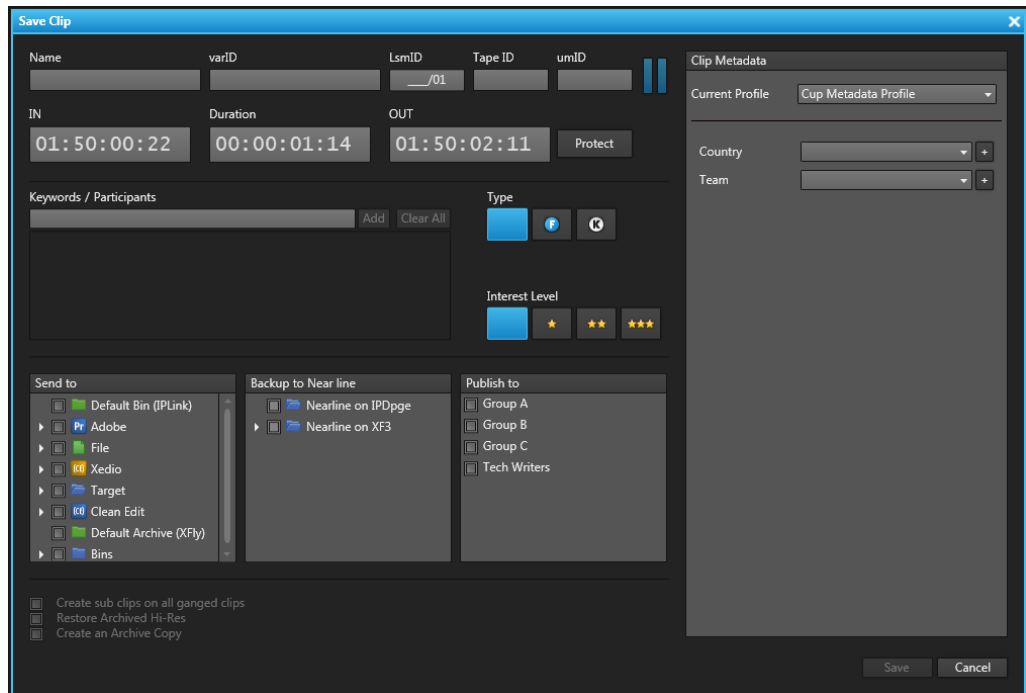 Save Clip
Name varID LsmID Tape ID umID
___/01
IN Duration OUT
01:50:00:22 00:00:01:14 01:50:02:11 Protect
Keywords / Participants
Add Clear All
Type
F K
Interest Level
Send to
Default Bin (IPLink)
Pr Adobe
File
Xedio
Target
Clean Edit
Default Archive (XFly)
Bins
Backup to Near line
Nearline on IPDpge
Nearline on XF3
Publish to
Group A
Group B
Group C
Tech Writers
Create sub clips on all ganged clips
Restore Archived Hi-Res
Create an Archive Copy
Clip Metadata
Current Profile Cup Metadata Profile
Country +
Team +
Save Cancel